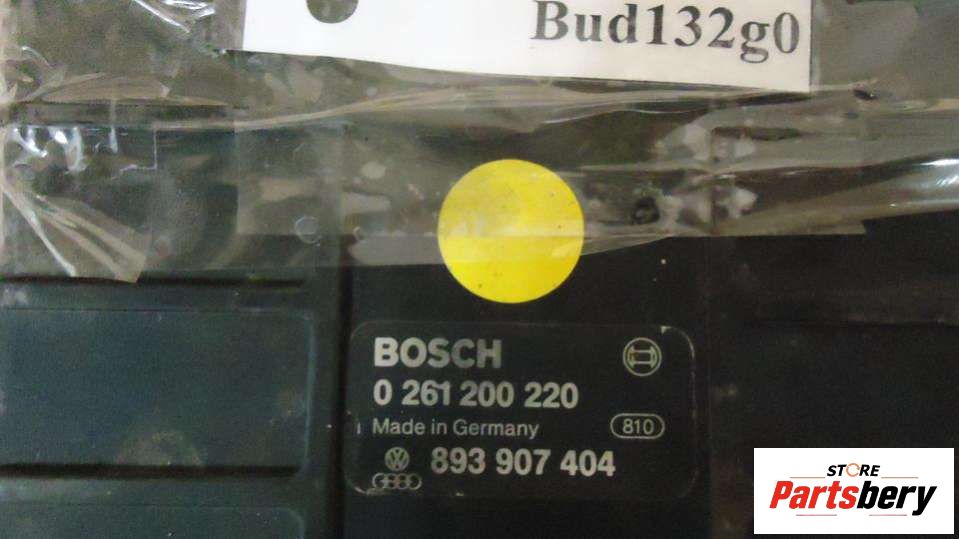 Bud132g0
BOSCH
0 261 200 220
Made in Germany 810
893 907 404
STORE
Partsbery